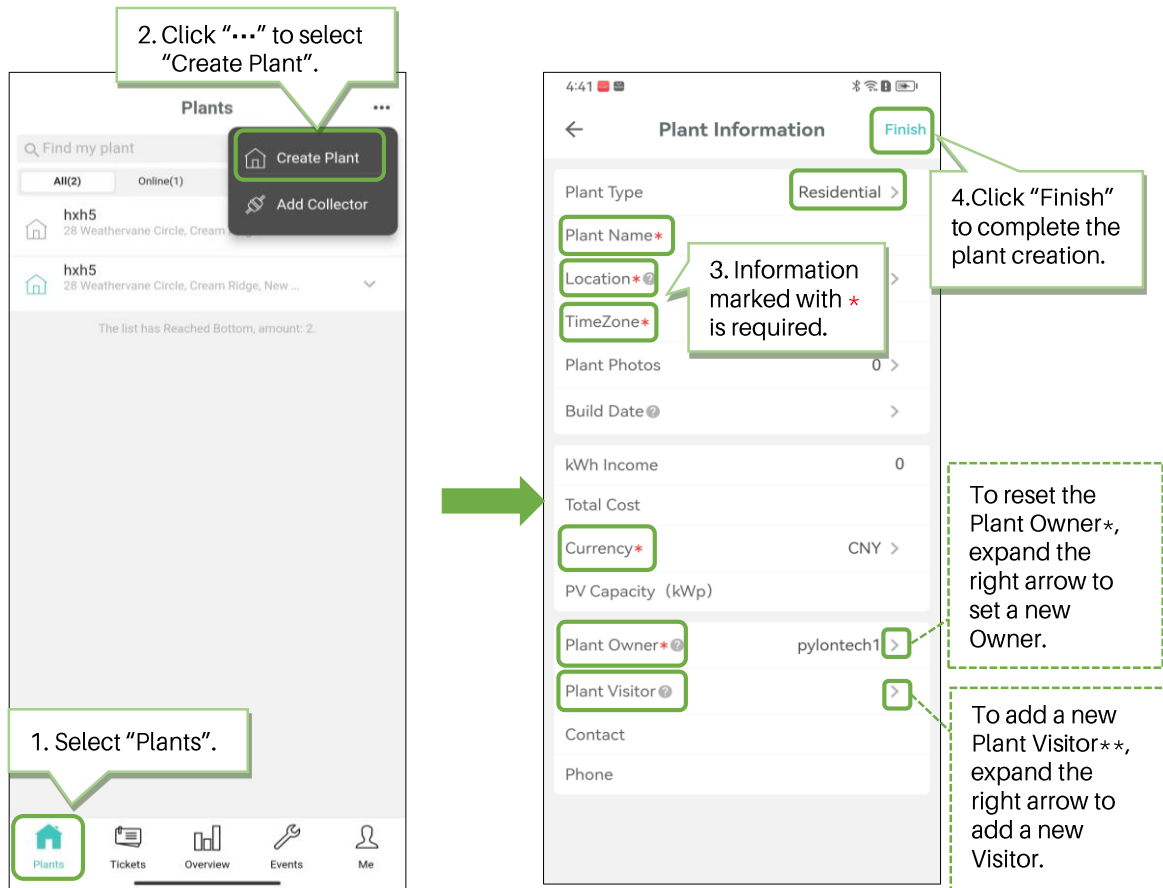 2. Click “···” to select
“Create Plant”.
Plants
···
Find my plant
All(2)
Online(1)
Create Plant
Add Collector
hxh5
28 Weathervane Circle, Cream
hxh5
28 Weathervane Circle, Cream Ridge, New ...
The list has Reached Bottom, amount: 2.
1. Select “Plants”.
Plants
Tickets
Overview
Events
Me
4:41
Plant Information
Finish
4.Click “Finish”
to complete the
plant creation.
Plant Type
Residential >
Plant Name*
Location*?
>
TimeZone*
3. Information
marked with *
is required.
Plant Photos
0 >
Build Date?
>
kWh Income
0
Total Cost
Currency*
CNY >
PV Capacity（kWp）
Plant Owner*?
pylontech1 >
Plant Visitor?
>
Contact
Phone
To reset the
Plant Owner*,
expand the
right arrow to
set a new
Owner.
To add a new
Plant Visitor**,
expand the
right arrow to
add a new
Visitor.